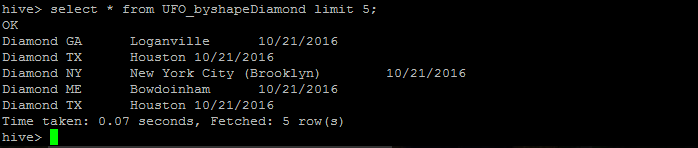 hive> select * from UFO_byshapeDiamond limit 5;
OK
Diamond GA      Loganville      10/21/2016
Diamond TX      Houston 10/21/2016
Diamond NY      New York City (Brooklyn)        10/21/2016
Diamond ME      Bowdoinham      10/21/2016
Diamond TX      Houston 10/21/2016
Time taken: 0.07 seconds, Fetched: 5 row(s)
hive>